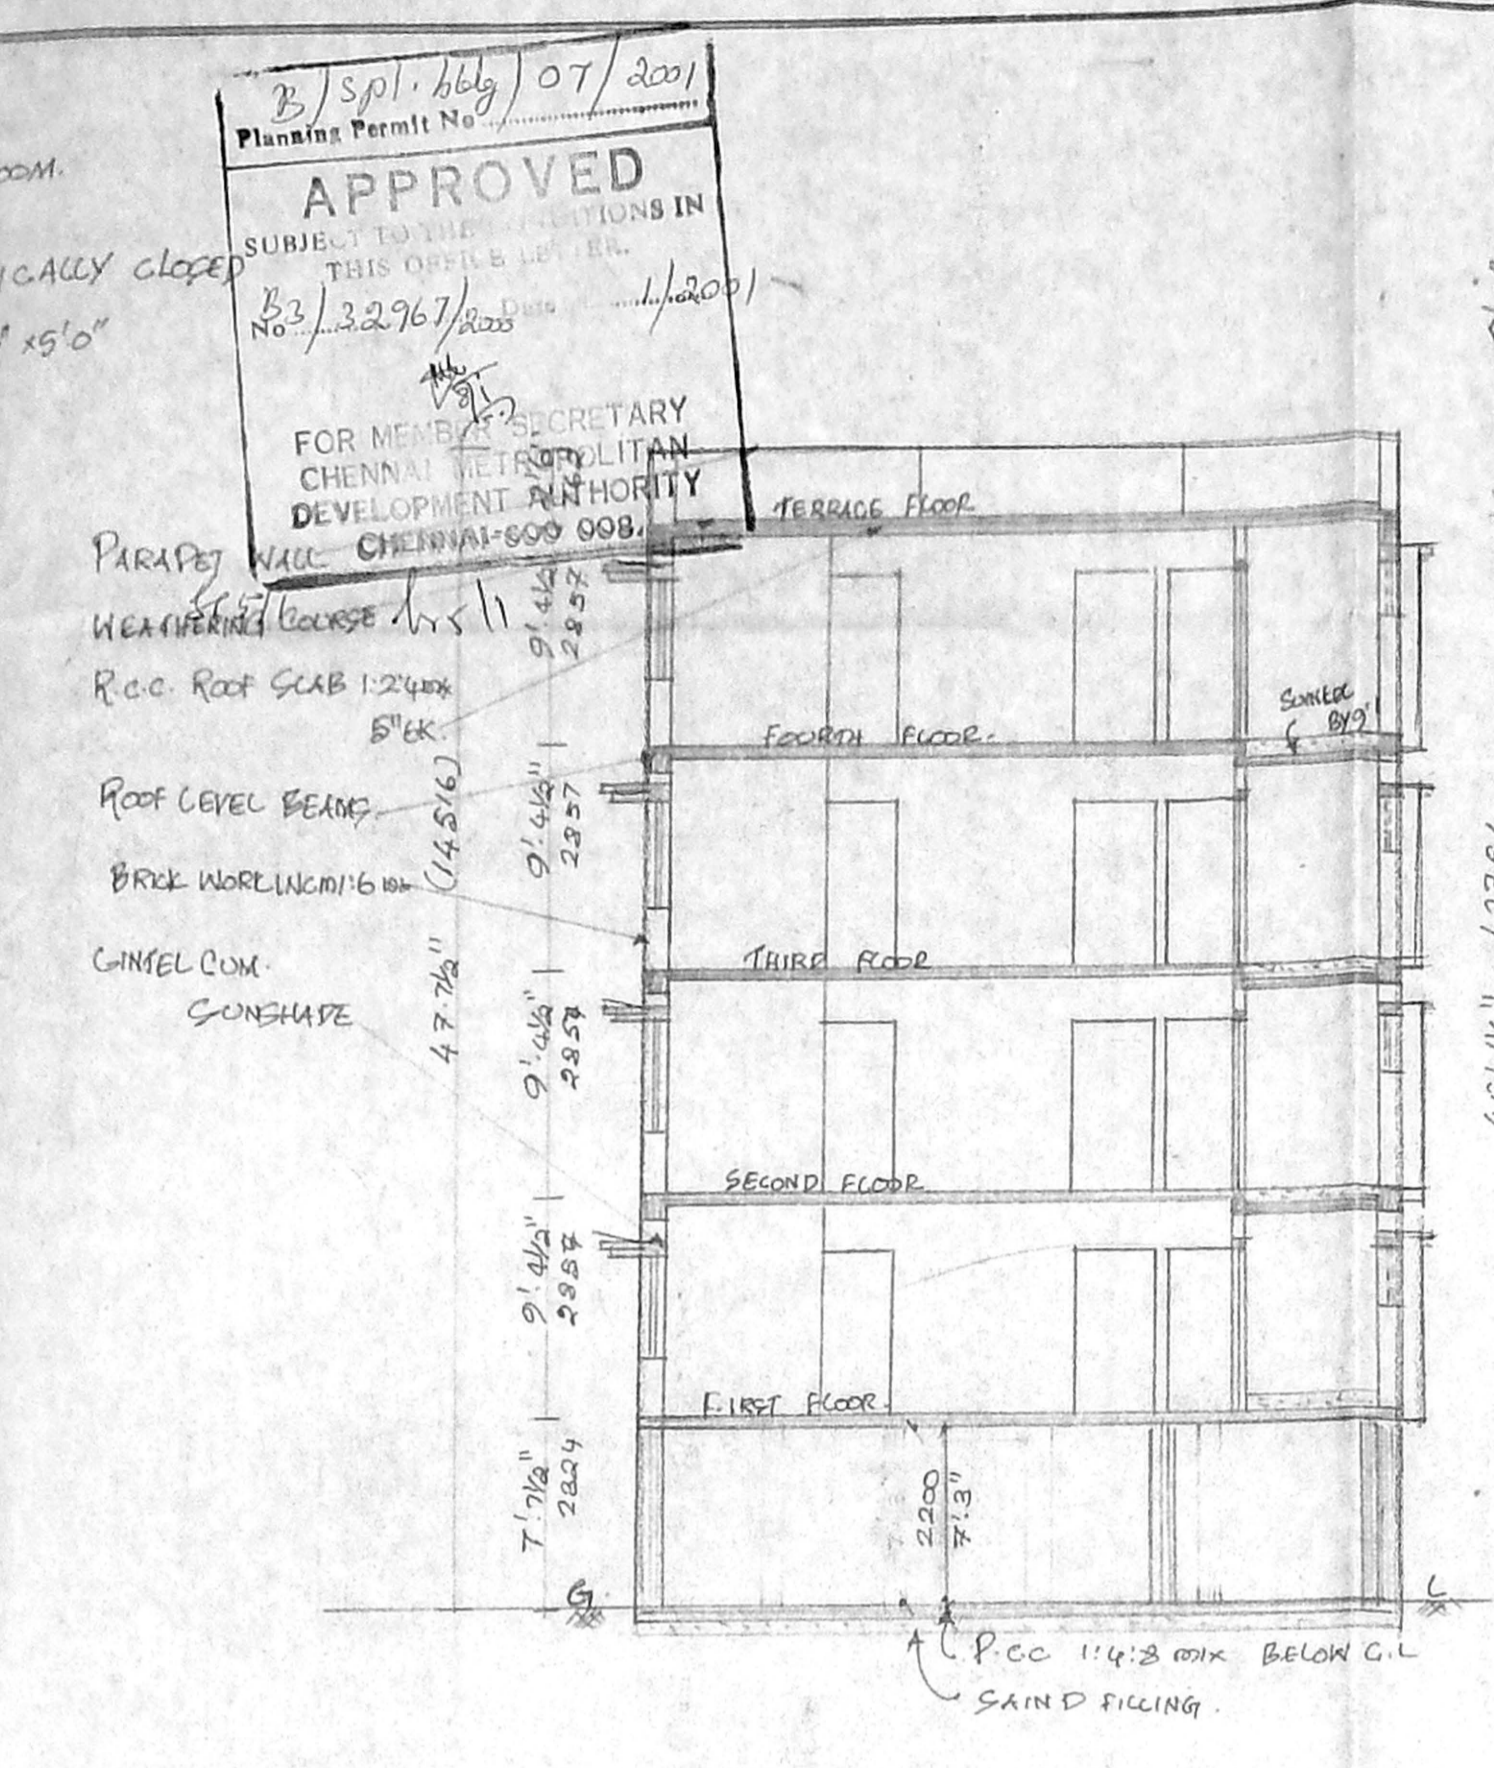 B/spl.bldg/07/2001
Planning Permit No
APPROVED
SUBJECT TO THE CONDITIONS IN
THIS OFFICE LETTER.
No B3/32967/2000 Date 1/2001
FOR MEMBER SECRETARY
CHENNAI METROPOLITAN
DEVELOPMENT AUTHORITY
CHENNAI-600 008.
OOM.
ICALLY CLOSED
x5'0"
PARAPET WALL
WEATHERING COURSE
R.C.C. ROOF SLAB 1:2:4 mix
5" tk.
ROOF LEVEL BEAMS
BRICK WORK IN CM 1:6 mix
LINTEL CUM.
SUNSHADE
47'.7½" (14516)
9'.4½"
2857
9'.4½"
2857
9'.4½"
2857
9'.4½"
2857
7'.7½"
2324
TERRACE FLOOR
FOURTH FLOOR.
SUNKEN
BY 9"
THIRD FLOOR
SECOND FLOOR
FIRST FLOOR.
2200
7'.3"
G.
L
P.C.C 1:4:8 mix BELOW G.L
SAND FILLING.